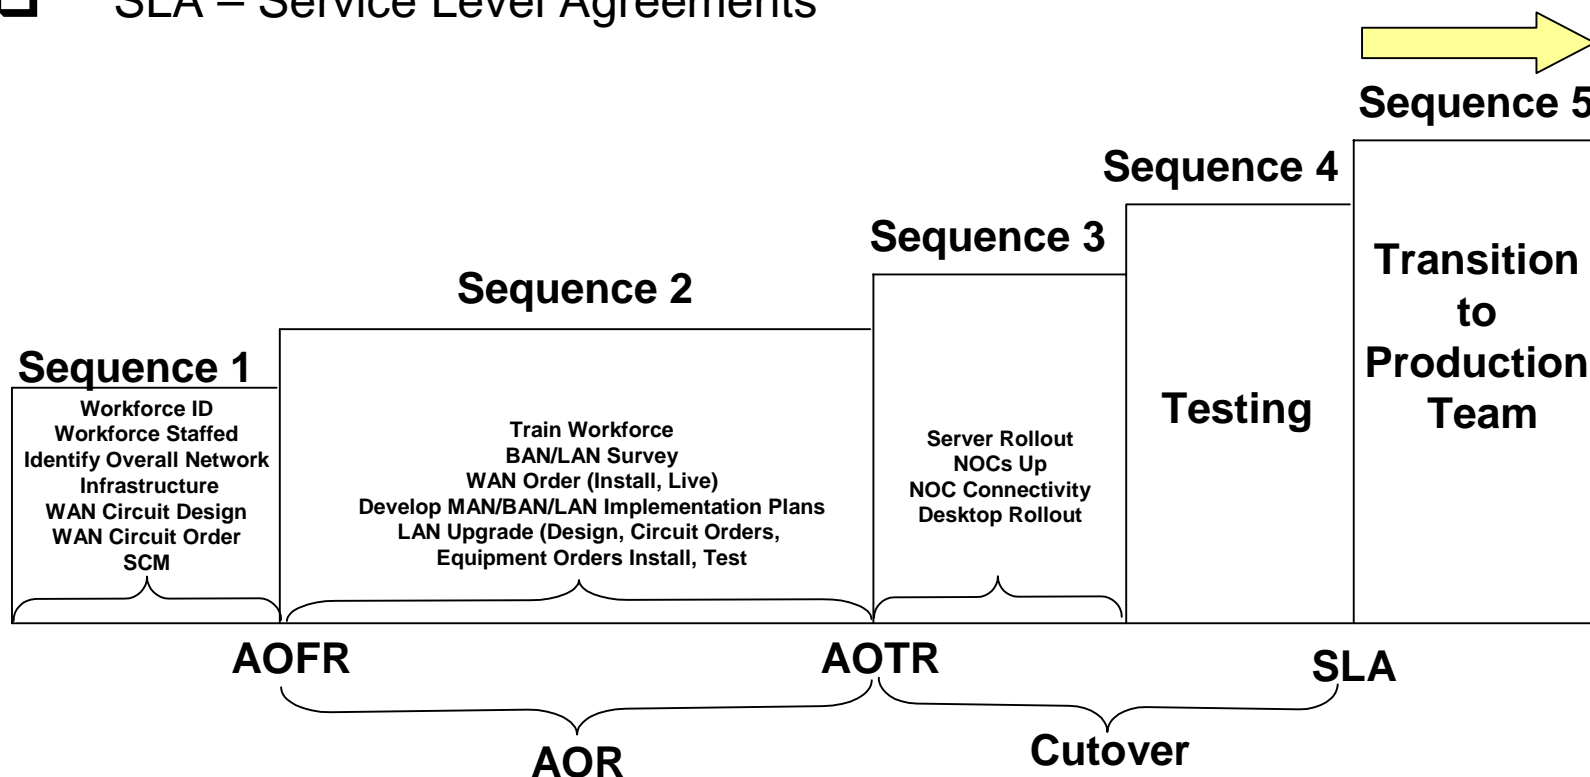 SLA – Service Level Agreements
Sequence 5
Sequence 4
Sequence 3
Sequence 2
Sequence 1
Workforce ID
Workforce Staffed
Identify Overall Network
Infrastructure
WAN Circuit Design
WAN Circuit Order
SCM
Train Workforce
BAN/LAN Survey
WAN Order (Install, Live)
Develop MAN/BAN/LAN Implementation Plans
LAN Upgrade (Design, Circuit Orders,
Equipment Orders Install, Test
Server Rollout
NOCs Up
NOC Connectivity
Desktop Rollout
Testing
Transition
to
Production
Team
AOFR
AOTR
SLA
AOR
Cutover